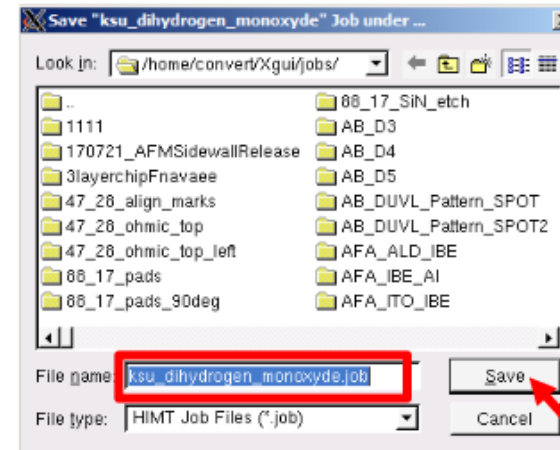 Save "ksu_dihydrogen_monoxyde" Job under ...
Look in: /home/convert/Xgui/jobs/
..
1111
170721_AFMSidewallRelease
3layerchipFnavaee
47_28_align_marks
47_28_ohmic_top
47_28_ohmic_top_left
88_17_pads
88_17_pads_90deg
88_17_SiN_etch
AB_D3
AB_D4
AB_D5
AB_DUVL_Pattern_SPOT
AB_DUVL_Pattern_SPOT2
AFA_ALD_IBE
AFA_IBE_Al
AFA_ITO_IBE
File name: ksu_dihydrogen_monoxyde.job
Save
File type: HIMT Job Files (*.job)
Cancel